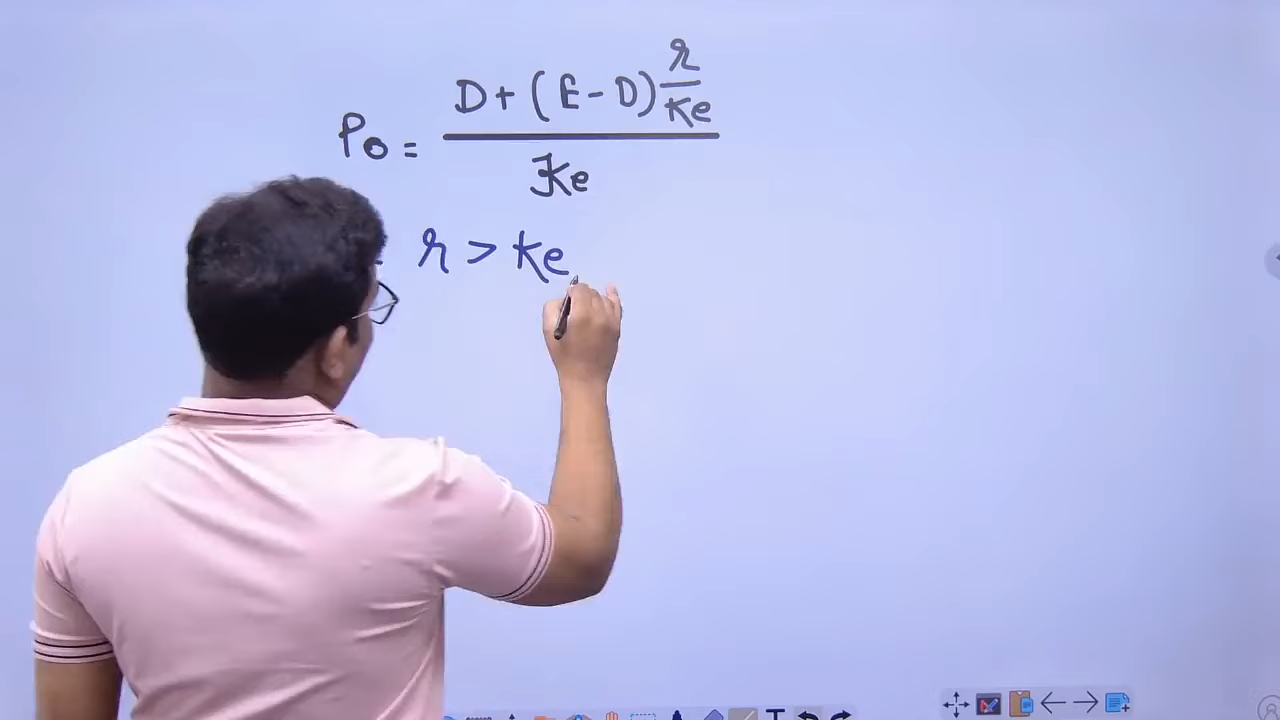 P₀ = (D + (E - D) r/Ke) / Ke
r > Ke